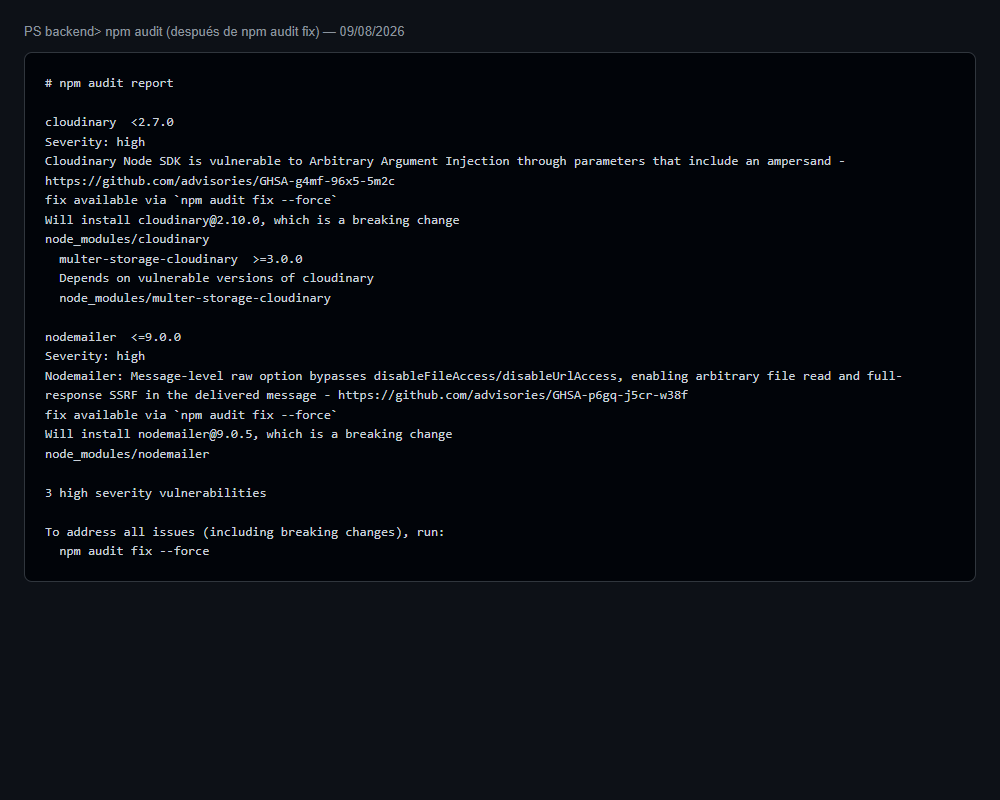 PS backend> npm audit (después de npm audit fix) — 09/08/2026
# npm audit report
cloudinary  <2.7.0
Severity: high
Cloudinary Node SDK is vulnerable to Arbitrary Argument Injection through parameters that include an ampersand -
https://github.com/advisories/GHSA-g4mf-96x5-5m2c
fix available via `npm audit fix --force`
Will install cloudinary@2.10.0, which is a breaking change
node_modules/cloudinary
  multer-storage-cloudinary  >=3.0.0
  Depends on vulnerable versions of cloudinary
  node_modules/multer-storage-cloudinary
nodemailer  <=9.0.0
Severity: high
Nodemailer: Message-level raw option bypasses disableFileAccess/disableUrlAccess, enabling arbitrary file read and full-
response SSRF in the delivered message - https://github.com/advisories/GHSA-p6gq-j5cr-w38f
fix available via `npm audit fix --force`
Will install nodemailer@9.0.5, which is a breaking change
node_modules/nodemailer
3 high severity vulnerabilities
To address all issues (including breaking changes), run:
  npm audit fix --force